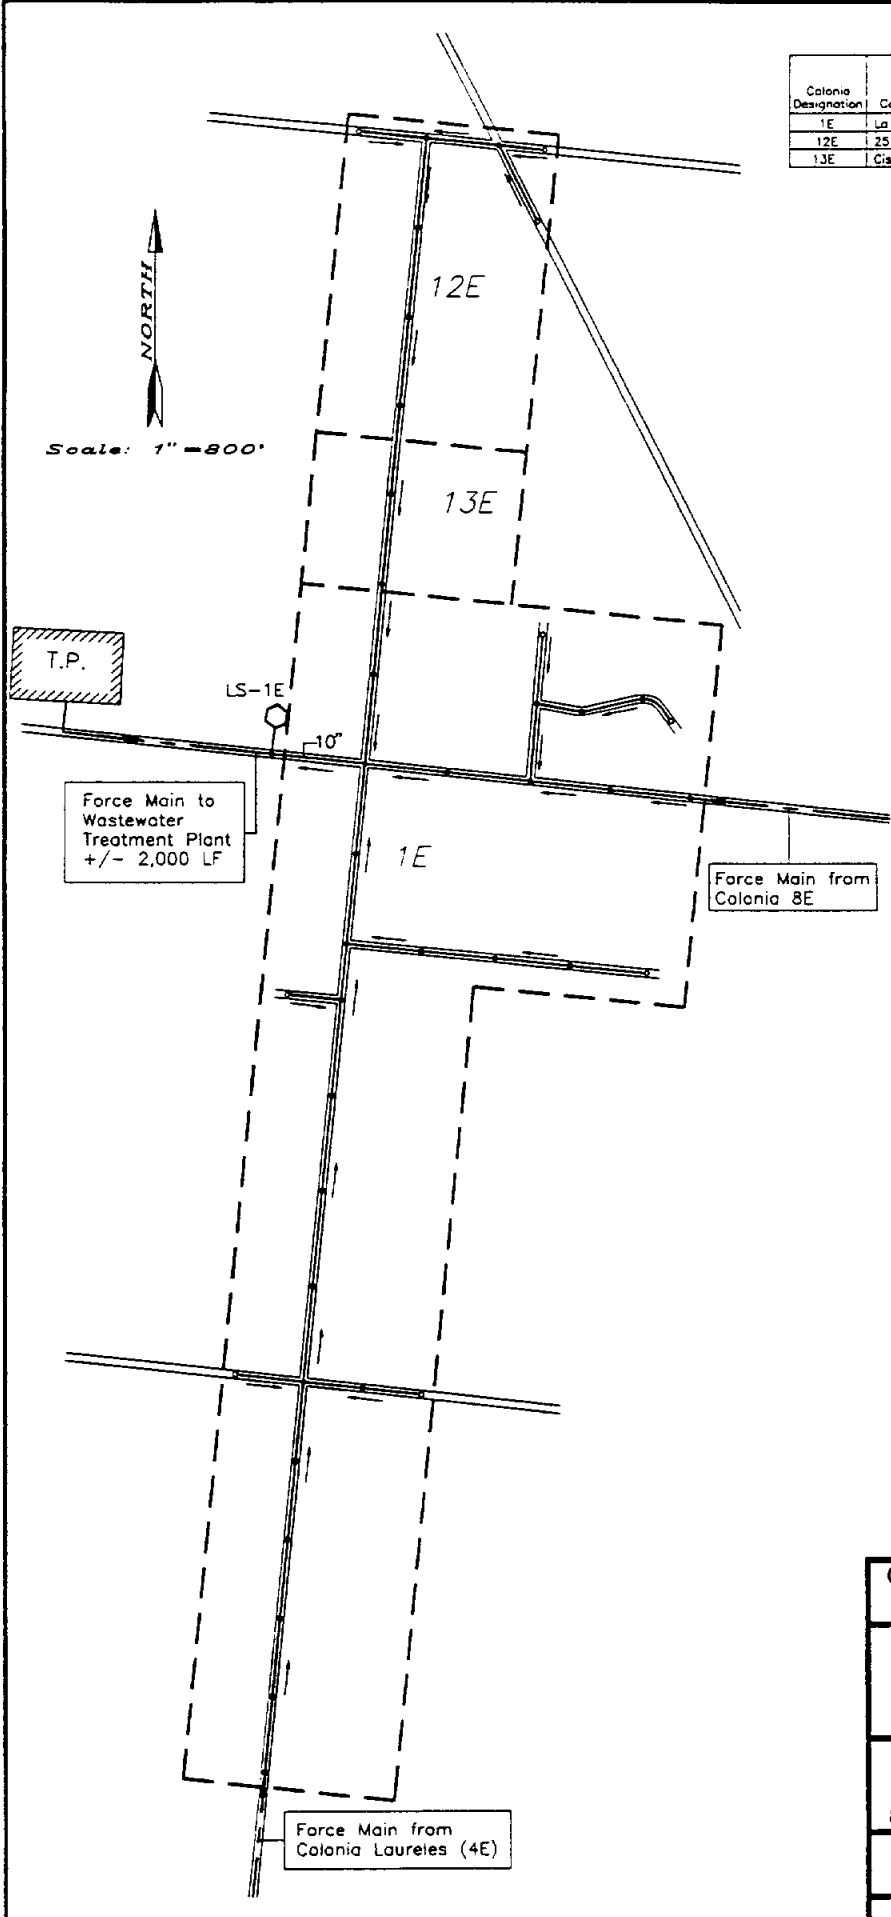 Colonia
Designation
1E La
12E 25
13E Cis
12E
NORTH
Scale: 1"=800'
13E
T.P.
LS-1E
10"
Force Main to
Wastewater
Treatment Plant
+/- 2,000 LF
1E
Force Main from
Colonia 8E
Force Main from
Colonia Laureles (4E)